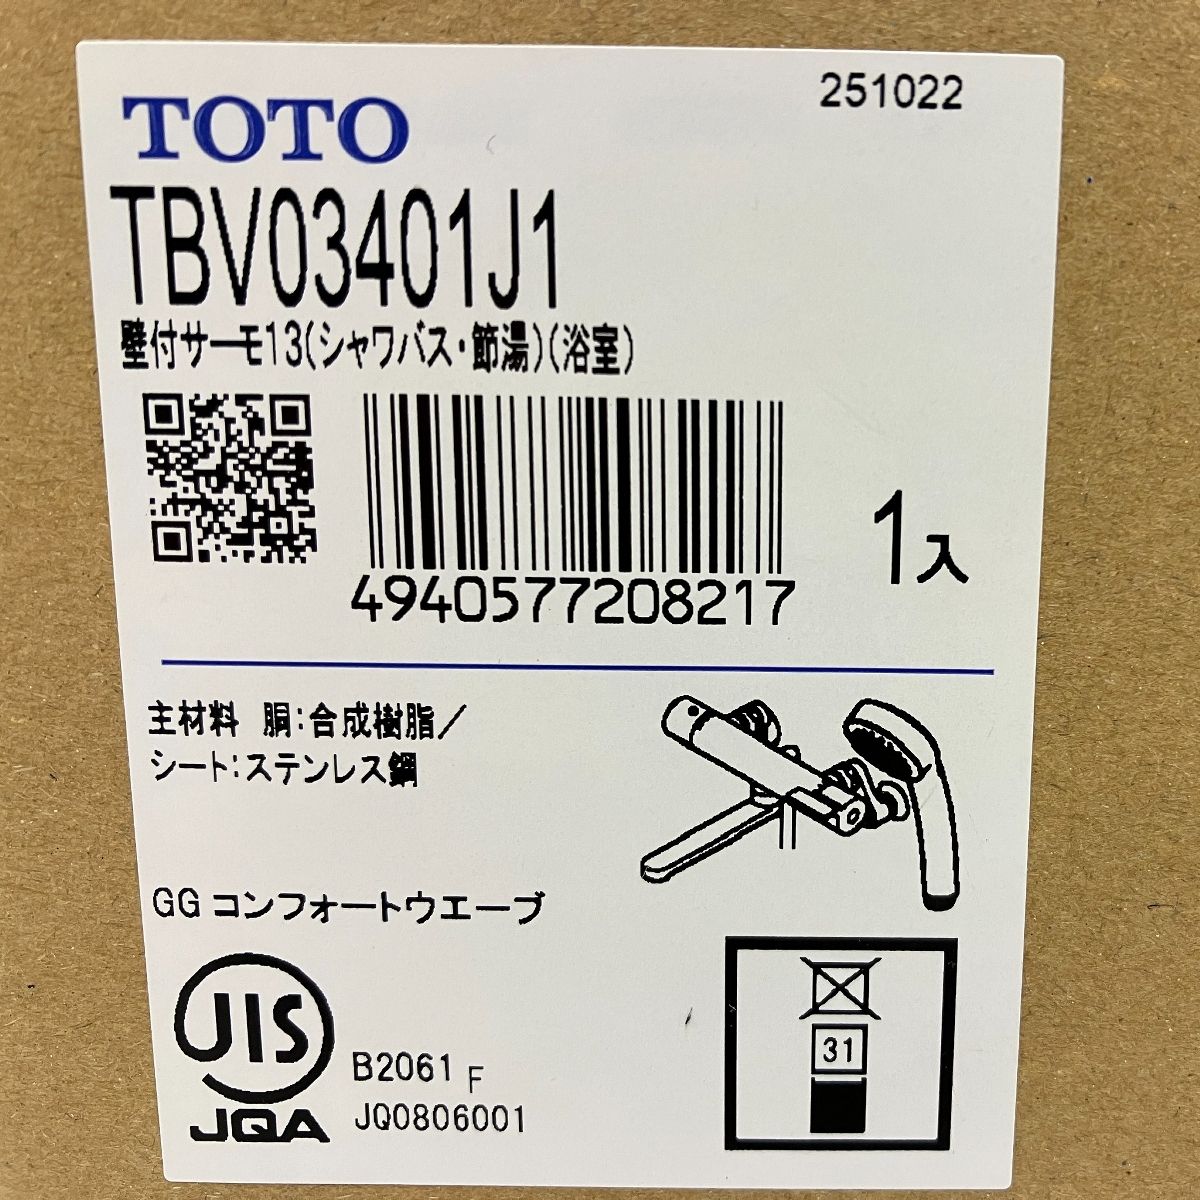 251022
TOTO
TBV03401J1
壁付サーモ13(シャワバス・節湯)(浴室)
4940577208217
1入
主材料 胴:合成樹脂/
シート:ステンレス鋼
GGコンフォートウエーブ
JIS
JQA
B2061 F
JQ0806001
31